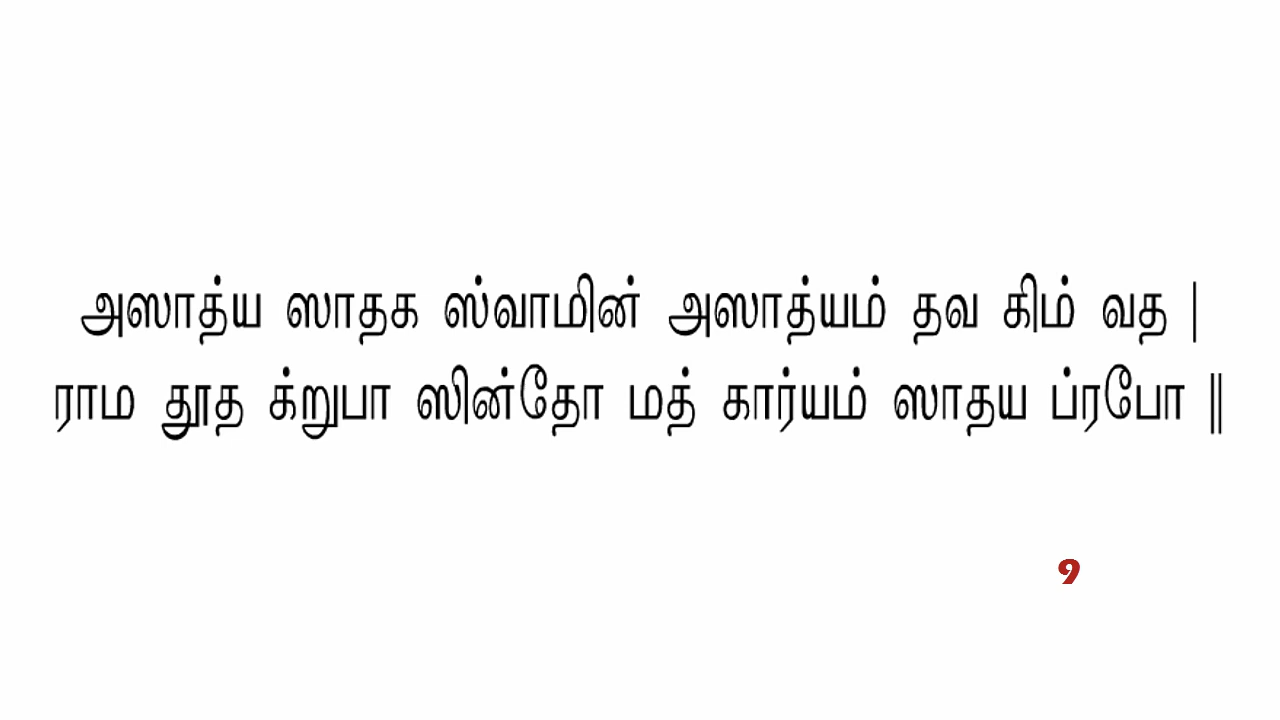 அஸாத்ய ஸாதக ஸ்வாமின் அஸாத்யம் தவ கிம் வத |
ராம தூத க்றுபா ஸின்தோ மத் கார்யம் ஸாதய ப்ரபோ ||
9